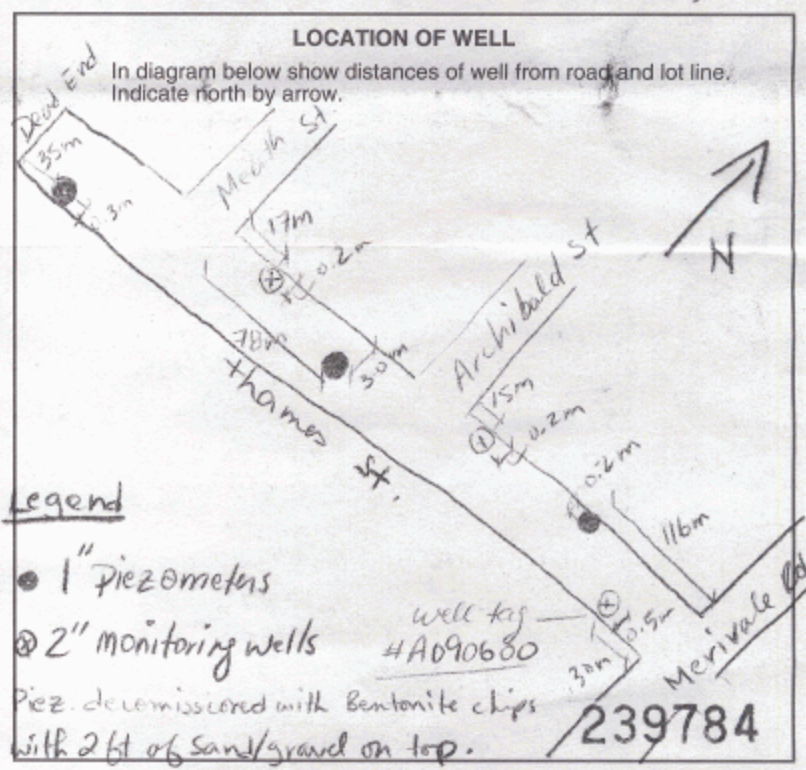 LOCATION OF WELL
In diagram below show distances of well from road and lot line.
Indicate north by arrow.
Dead End
35m
0.3m
Meath St.
17m
0.2m
N
78m
3.0m
Archibald St
15m
0.2m
Thames St.
0.2m
116m
Legend
1" Piezometers
2" monitoring wells
well tag
#A090680
0.5m
30m
Merivale Rd
Piez. decomissioned with Bentonite chips
with 2 ft of Sand/gravel on top.
239784